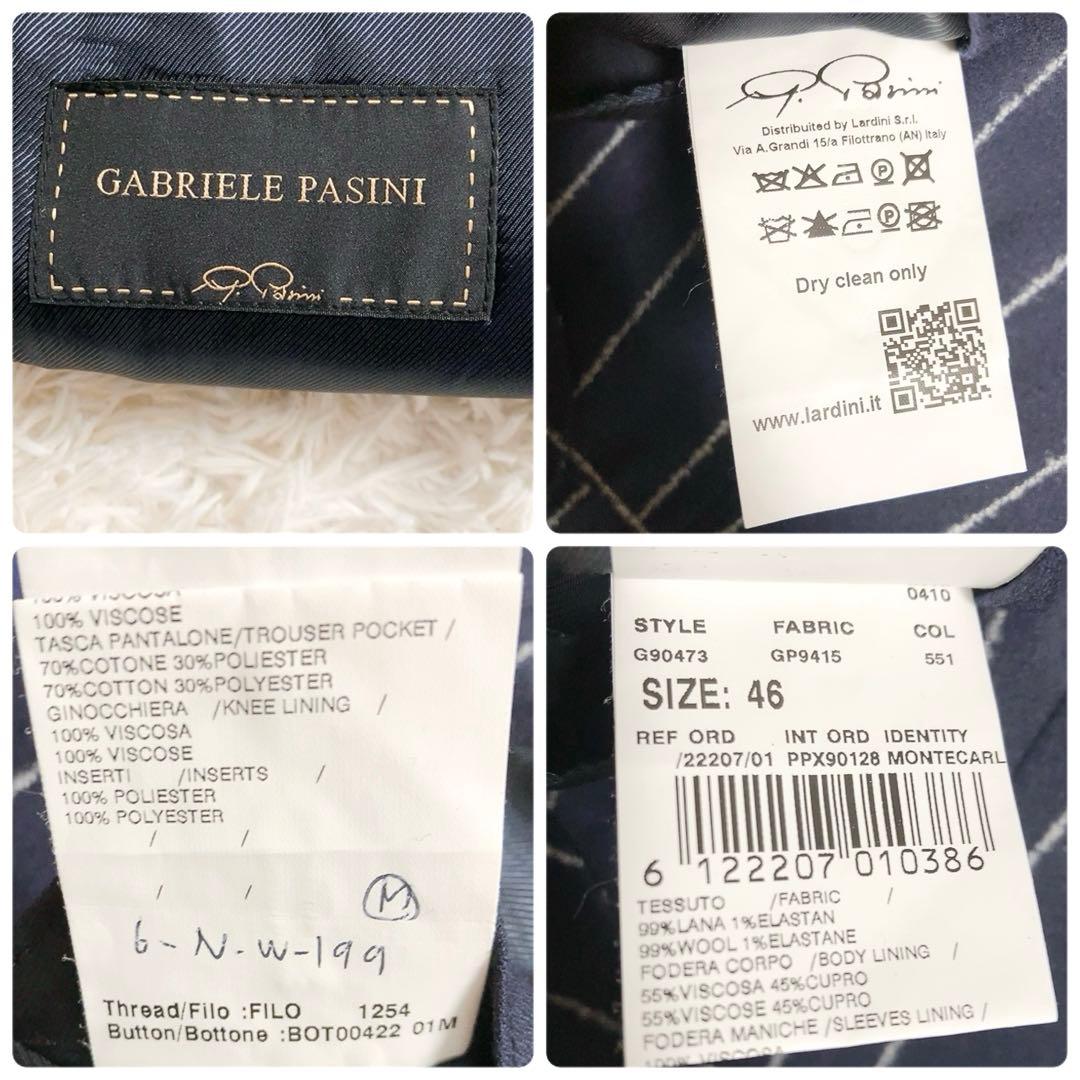 GABRIELE PASINI
G. Pasini
G. Pasini
Distribuited by Lardini S.r.l.
Via A.Grandi 15/a Filottrano (AN) Italy
Dry clean only
www.lardini.it
100% VISCOSA
100% VISCOSE
TASCA PANTALONE/TROUSER POCKET /
70%COTONE 30%POLIESTER
70%COTTON 30%POLYESTER
GINOCCHIERA /KNEE LINING /
100% VISCOSA
100% VISCOSE
INSERTI /INSERTS /
100% POLIESTER
100% POLYESTER
/ /
/ /
M
6-N.W-199
Thread/Filo :FILO 1254
Button/Bottone :BOT00422 01M
0410
STYLE FABRIC COL
G90473 GP9415 551
SIZE: 46
REF ORD INT ORD IDENTITY
/22207/01 PPX90128 MONTECARL
6 122207 010386
TESSUTO /FABRIC /
99%LANA 1%ELASTAN
99%WOOL 1%ELASTANE
FODERA CORPO /BODY LINING /
55%VISCOSA 45%CUPRO
55%VISCOSE 45%CUPRO
FODERA MANICHE /SLEEVES LINING /
100% VISCOSA